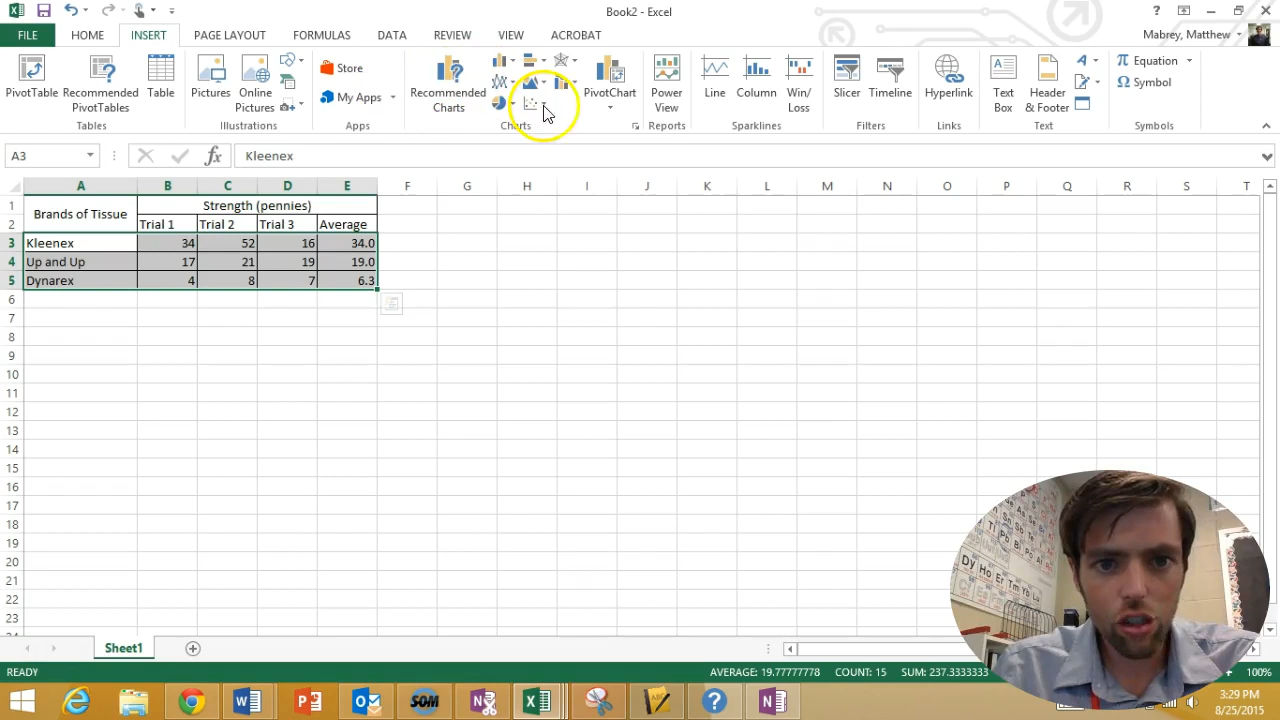 Book2 - Excel
?
FILE HOME INSERT PAGE LAYOUT FORMULAS DATA REVIEW VIEW ACROBAT Mabrey, Matthew
PivotTable Recommended PivotTables Table Pictures Online Pictures Store My Apps Recommended Charts PivotChart Power View Line Column Win/Loss Slicer Timeline Hyperlink Text Box Header & Footer Equation Symbol
Tables Illustrations Apps Charts Reports Sparklines Filters Links Text Symbols
A3 fx Kleenex
A B C D E F G H I J K L M N O P Q R S T
1 Brands of Tissue Strength (pennies)
2 Trial 1 Trial 2 Trial 3 Average
3 Kleenex 34 52 16 34.0
4 Up and Up 17 21 19 19.0
5 Dynarex 4 8 7 6.3
6
7
8
9
10
11
12
13
14
15
16
17
18
19
20
21
22
23
Dy Ho Er Tm
Sheet1
READY AVERAGE: 19.77777778 COUNT: 15 SUM: 237.3333333 100%
SOM
3:29 PM
8/25/2015